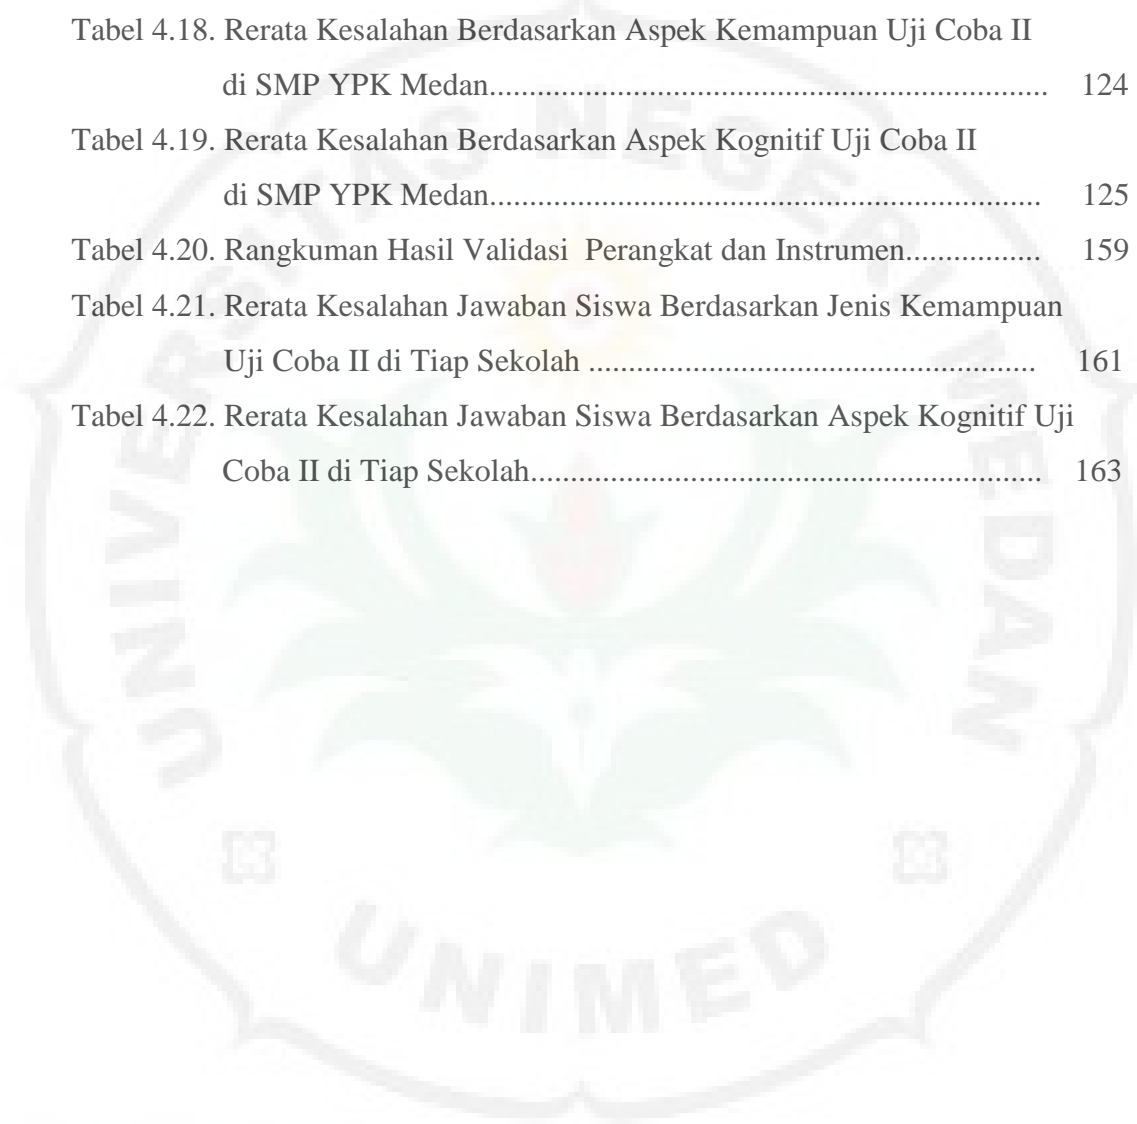 Tabel 4.18. Rerata Kesalahan Berdasarkan Aspek Kemampuan Uji Coba II
di SMP YPK Medan.................................................................... 124
Tabel 4.19. Rerata Kesalahan Berdasarkan Aspek Kognitif Uji Coba II
di SMP YPK Medan................................................................... 125
Tabel 4.20. Rangkuman Hasil Validasi  Perangkat dan Instrumen................. 159
Tabel 4.21. Rerata Kesalahan Jawaban Siswa Berdasarkan Jenis Kemampuan
Uji Coba II di Tiap Sekolah ....................................................... 161
Tabel 4.22. Rerata Kesalahan Jawaban Siswa Berdasarkan Aspek Kognitif Uji
Coba II di Tiap Sekolah............................................................... 163
UNIVERSITAS NEGERI MEDAN
UNIMED